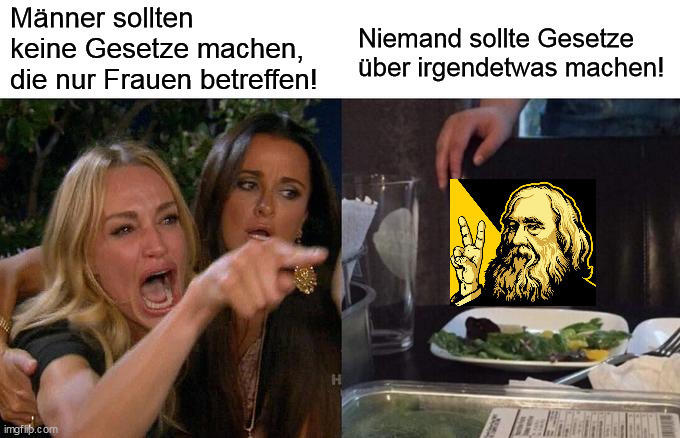 Männer sollten
keine Gesetze machen,
die nur Frauen betreffen!
Niemand sollte Gesetze
über irgendetwas machen!
H
imgflip.com